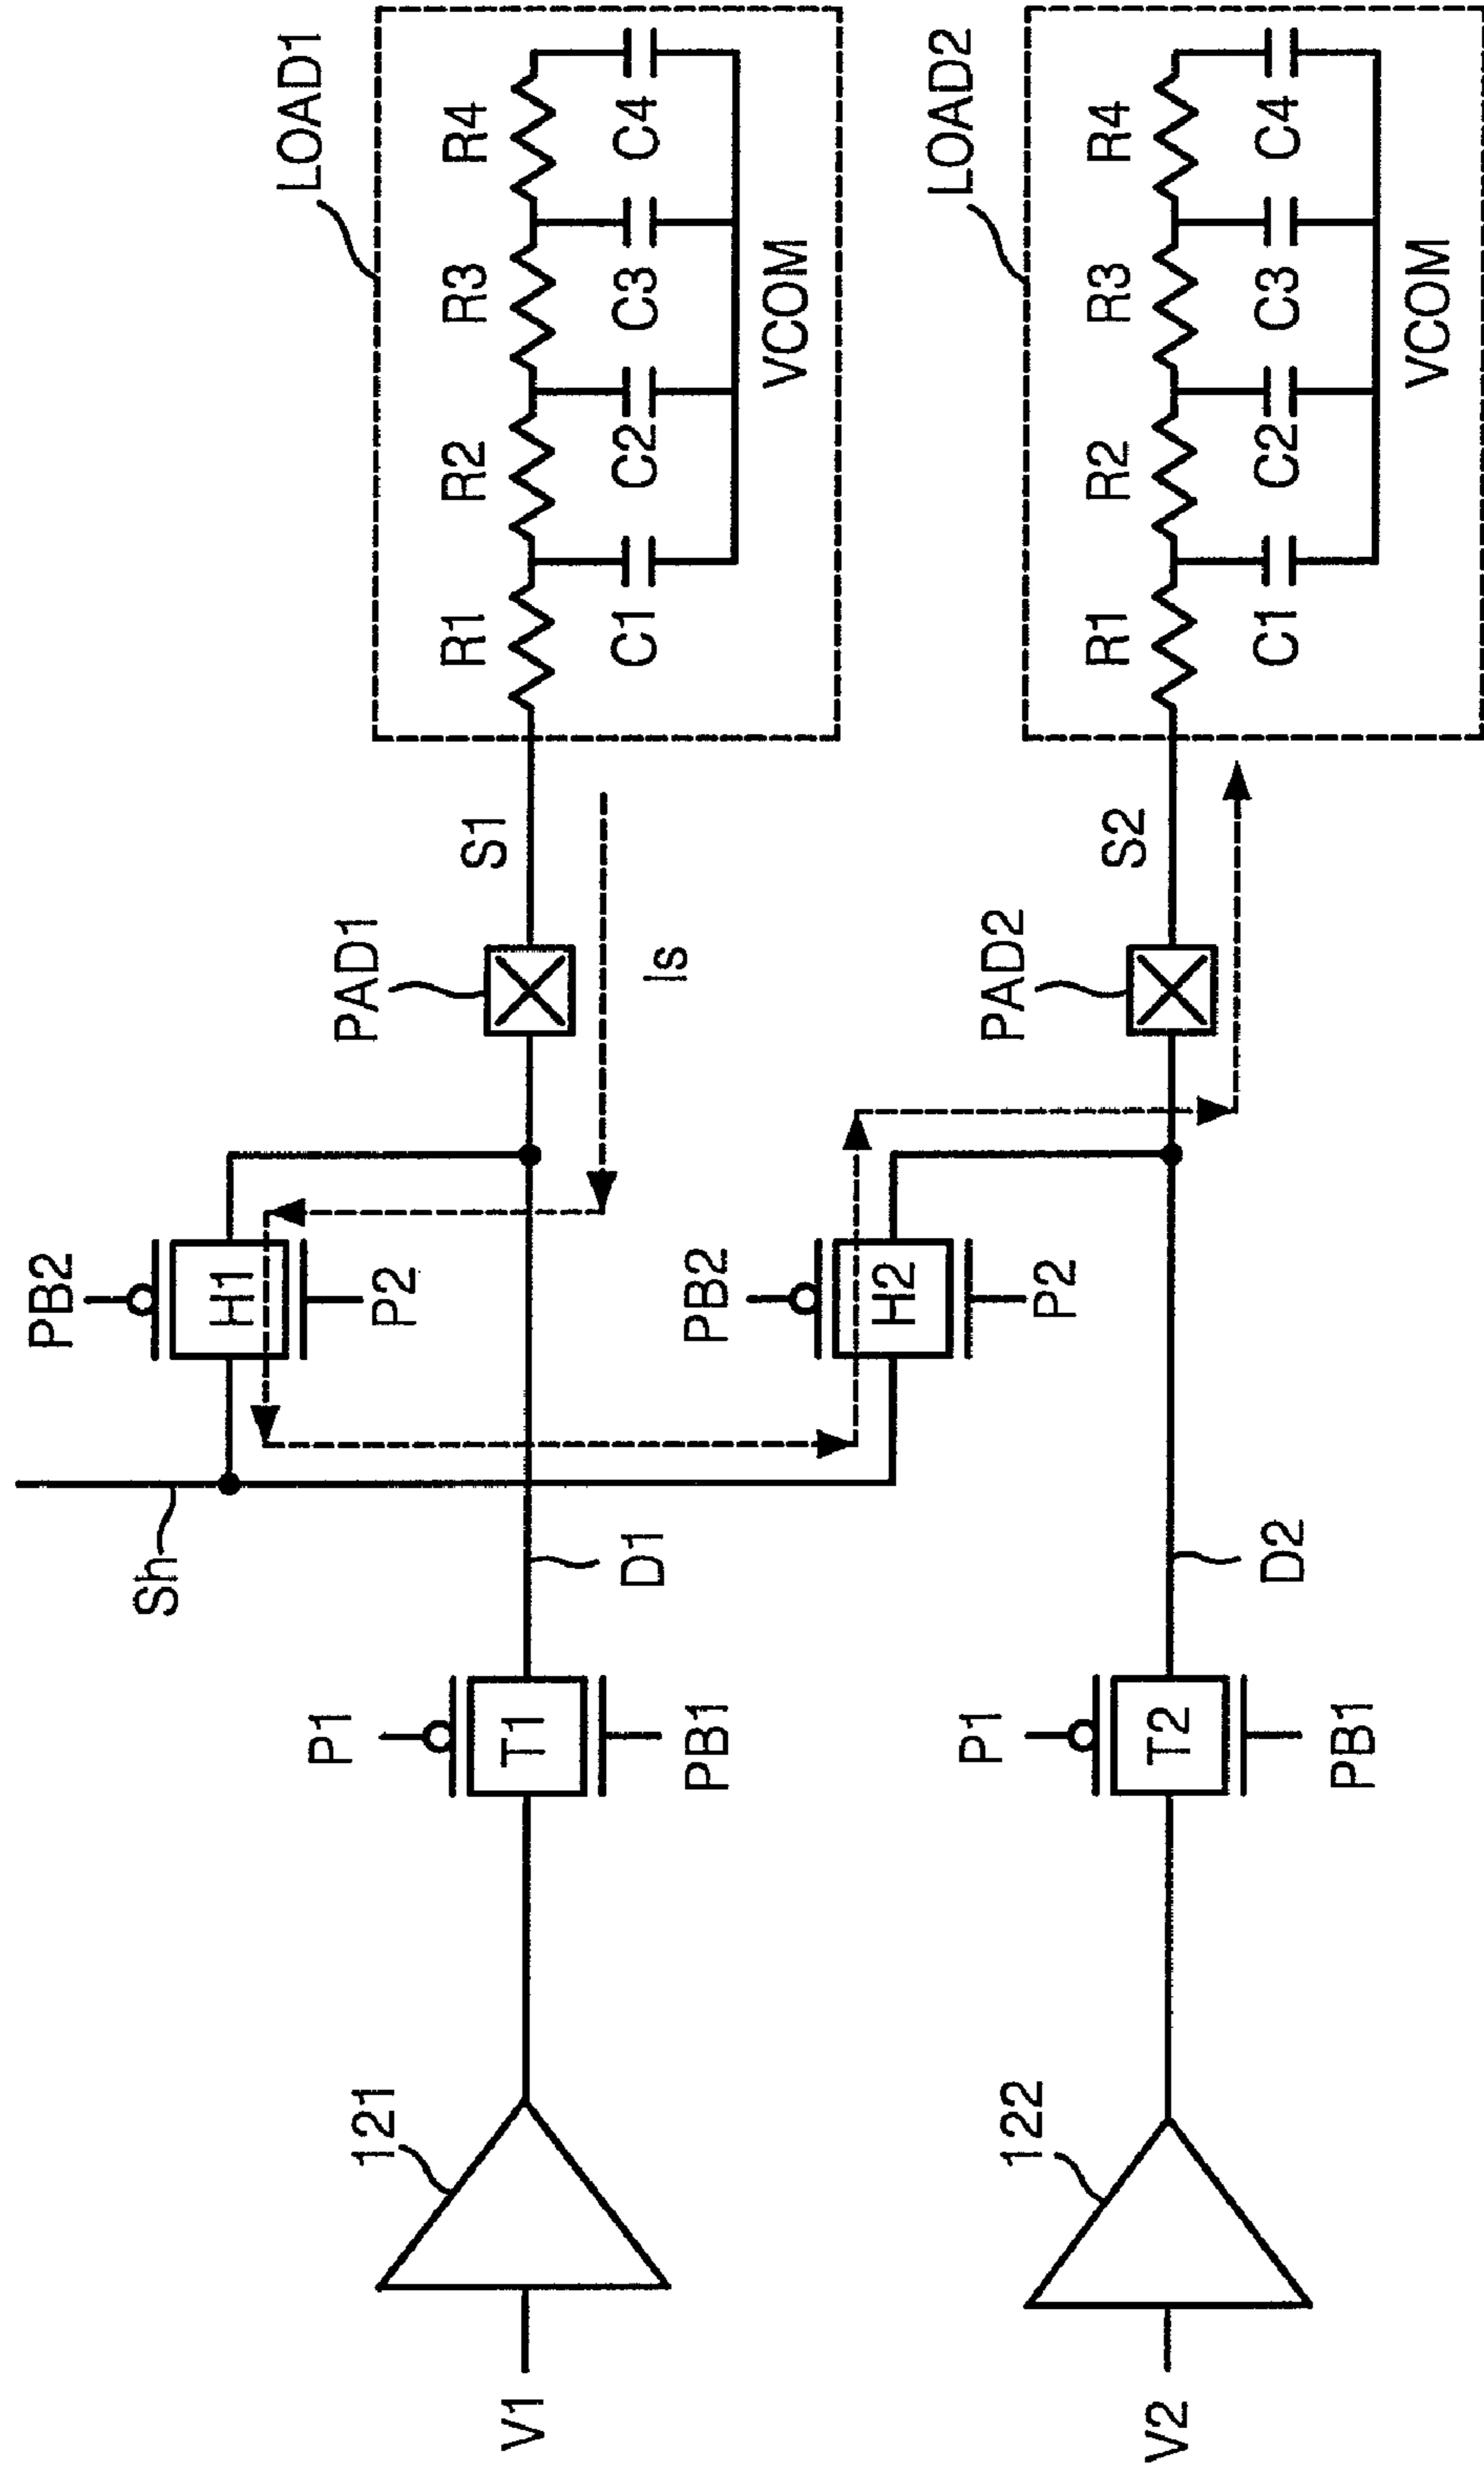 LOAD1
R1
R2
R3
R4
C1
C2
C3
C4
VCOM
PB2
H1
P2
PAD1
S1
Is
Sh
P1
T1
PB1
D1
121
V1
LOAD2
R1
R2
R3
R4
C1
C2
C3
C4
VCOM
PB2
H2
P2
PAD2
S2
P1
T2
PB1
D2
122
V2